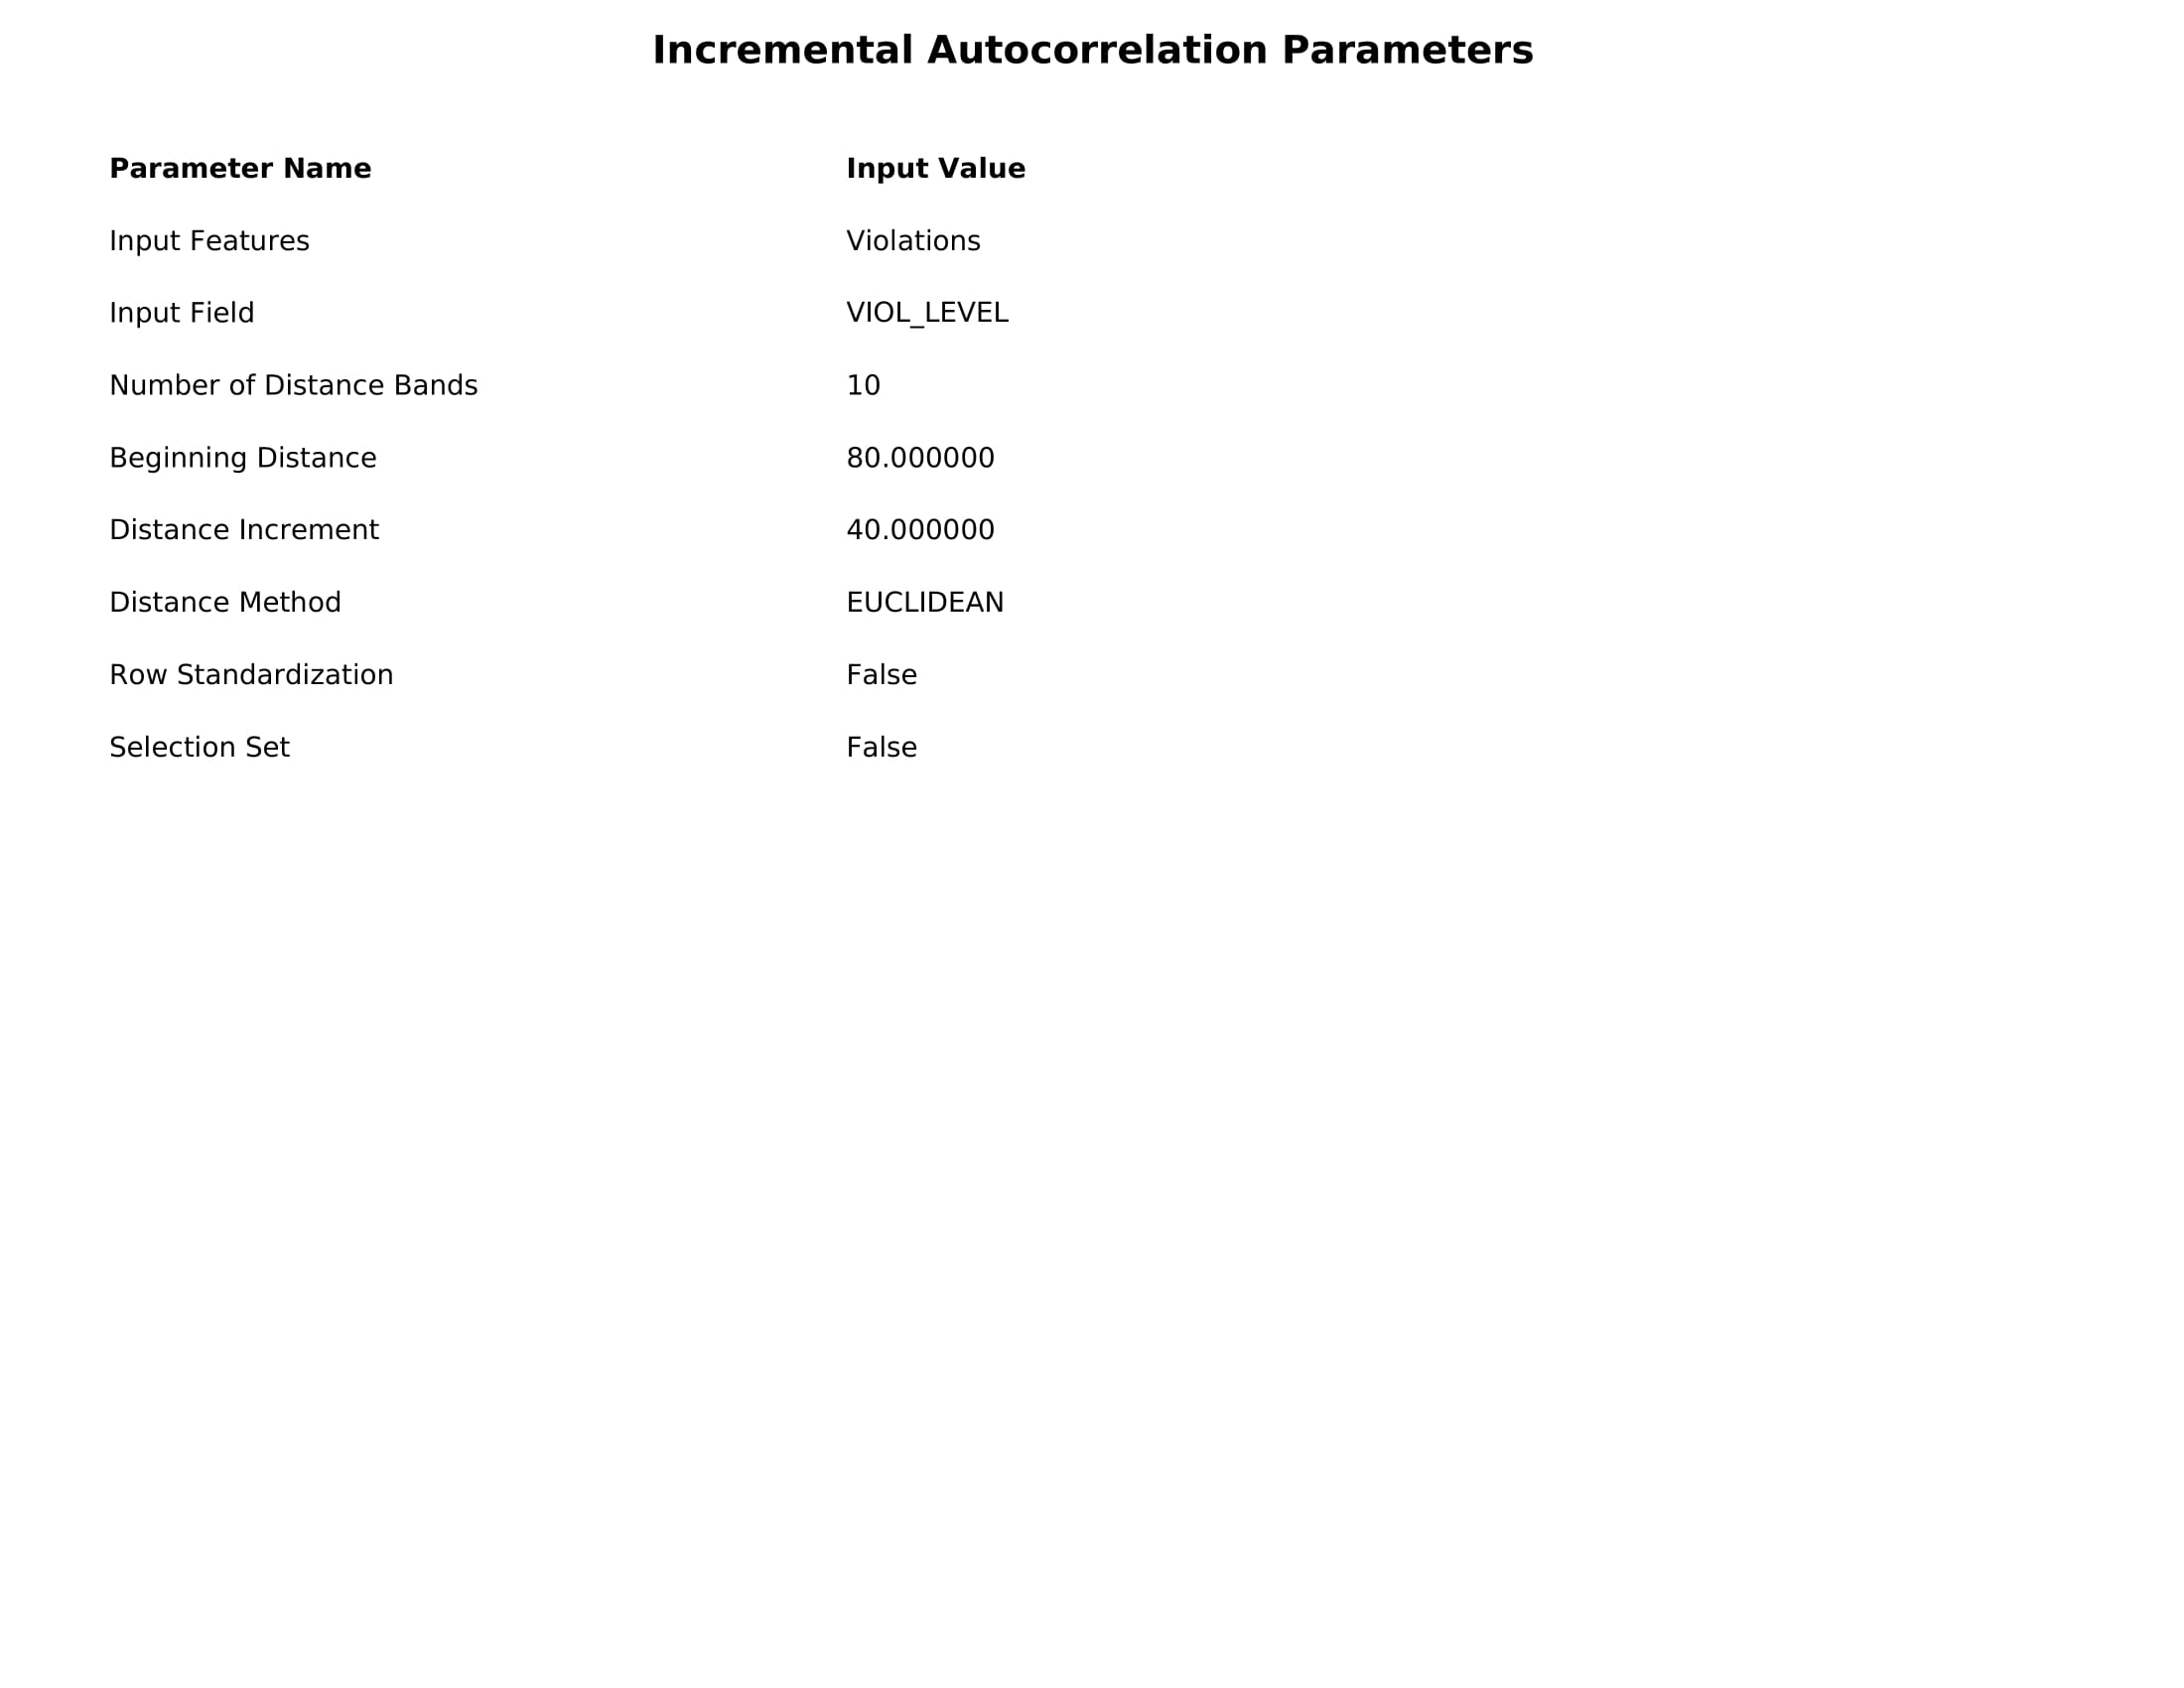 Incremental Autocorrelation Parameters
Parameter Name Input Value
Input Features Violations
Input Field VIOL_LEVEL
Number of Distance Bands 10
Beginning Distance 80.000000
Distance Increment 40.000000
Distance Method EUCLIDEAN
Row Standardization False
Selection Set False